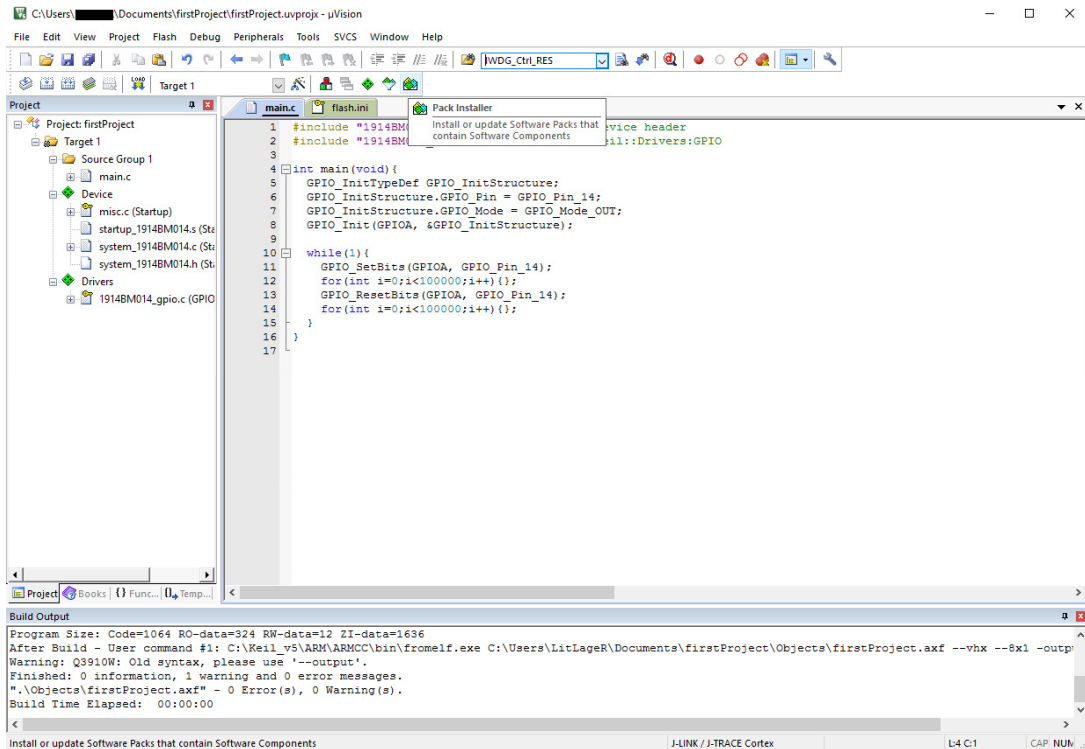 C:\Users\ \Documents\firstProject\firstProject.uvprojx - µVision
File Edit View Project Flash Debug Peripherals Tools SVCS Window Help
IWDG_Ctrl_RES
LOAD Target 1
Project
main.c flash.ini
Pack Installer
Install or update Software Packs that
contain Software Components
Project: firstProject
Target 1
Source Group 1
main.c
Device
misc.c (Startup)
startup_1914BM014.s (Sta
system_1914BM014.c (Sta
system_1914BM014.h (Sta
Drivers
1914BM014_gpio.c (GPIO
1 #include "1914BM0 evice header
2 #include "1914BM0 eil::Drivers:GPIO
3
4 int main(void){
5 GPIO_InitTypeDef GPIO_InitStructure;
6 GPIO_InitStructure.GPIO_Pin = GPIO_Pin_14;
7 GPIO_InitStructure.GPIO_Mode = GPIO_Mode_OUT;
8 GPIO_Init(GPIOA, &GPIO_InitStructure);
9
10 while(1){
11 GPIO_SetBits(GPIOA, GPIO_Pin_14);
12 for(int i=0;i<100000;i++){};
13 GPIO_ResetBits(GPIOA, GPIO_Pin_14);
14 for(int i=0;i<100000;i++){};
15 }
16 }
17
Project Books {} Func... 0 Temp...
Build Output
Program Size: Code=1064 RO-data=324 RW-data=12 ZI-data=1636
After Build - User command #1: C:\Keil_v5\ARM\ARMCC\bin\fromelf.exe C:\Users\LitLageR\Documents\firstProject\Objects\firstProject.axf --vhx --8x1 -outpu
Warning: Q3910W: Old syntax, please use '--output'.
Finished: 0 information, 1 warning and 0 error messages.
".\Objects\firstProject.axf" - 0 Error(s), 0 Warning(s).
Build Time Elapsed: 00:00:00
Install or update Software Packs that contain Software Components J-LINK / J-TRACE Cortex L:4 C:1 CAP NUM